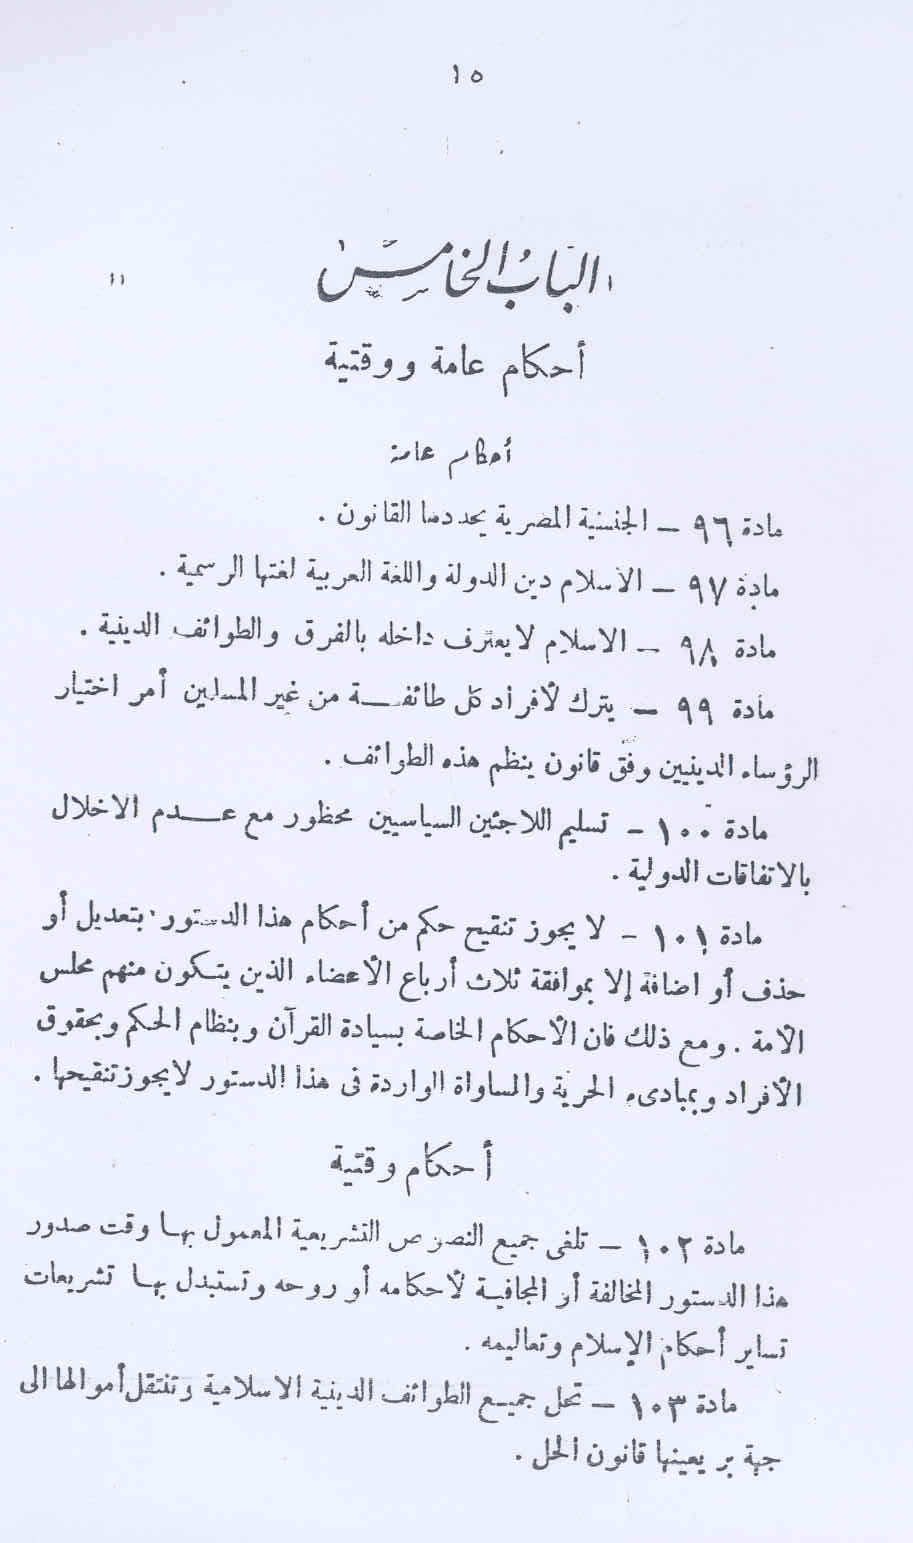 ١٥
الباب الخامس
أحكام عامة ووقتية
أحكام عامة
مادة ٩٦ – الجنسية المصرية يحددها القانون .
مادة ٩٧ – الاسلام دين الدولة واللغة العربية لغتها الرسمية .
مادة ٩٨ – الاسلام لا يعترف داخله بالفرق والطوائف الدينية .
مادة ٩٩ – يترك لأفراد كل طائفة من غير المسلمين أمر اختيار
الرؤساء الدينيين وفق قانون ينظم هذه الطوائف .
مادة ١٠٠ – تسليم اللاجئين السياسيين محظور مع عدم الاخلال
بالاتفاقات الدولية .
مادة ١٠١ – لا يجوز تنقيح حكم من أحكام هذا الدستور بتعديل أو
حذف أو اضافة إلا بموافقة ثلاث أرباع الأعضاء الذين يتكون منهم مجلس
الأمة . ومع ذلك فان الأحكام الخاصة بسيادة القرآن وبنظام الحكم وبحقوق
الأفراد وبمبادىء الحرية والمساواة الواردة فى هذا الدستور لا يجوز تنقيحها .
أحكام وقتية
مادة ١٠٢ – تلغى جميع النصوص التشريعية المعمول بها وقت صدور
هذا الدستور المخالفة أو المجافية لأحكامه أو روحه وتستبدل بها تشريعات
تساير أحكام الإسلام وتعاليمه .
مادة ١٠٣ – تحل جميع الطوائف الدينية الاسلامية وتنتقل أموالها الى
جهة بر يعينها قانون الحل .